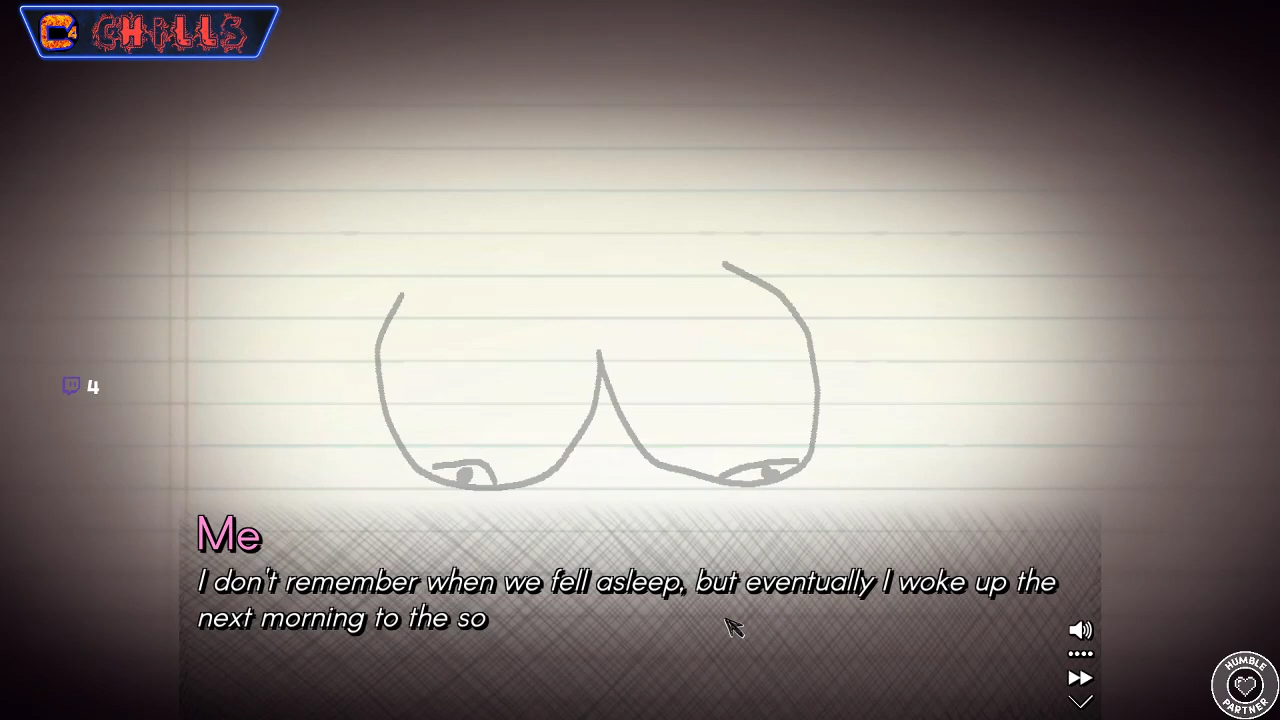 C4 CHILLS
4
Me
I don't remember when we fell asleep, but eventually I woke up the
next morning to the so
HUMBLE
PARTNER